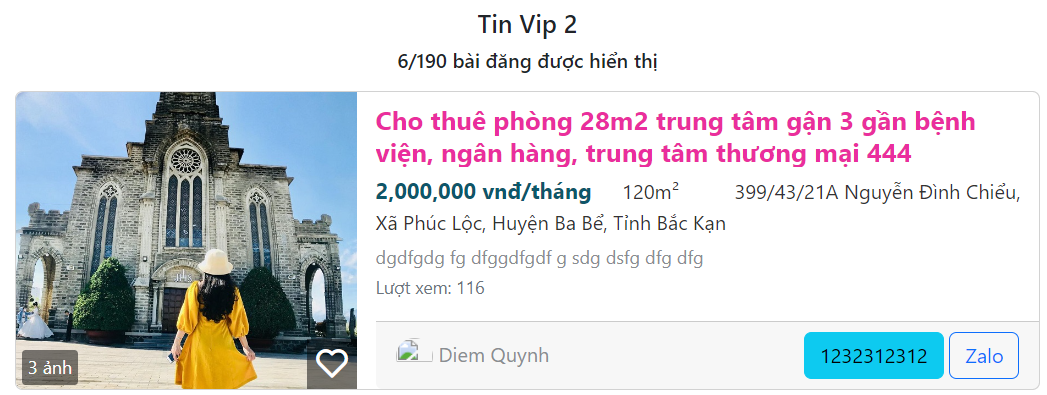 Tin Vip 2
6/190 bài đăng được hiển thị
Cho thuê phòng 28m2 trung tâm gận 3 gần bệnh
viện, ngân hàng, trung tâm thương mại 444
2,000,000 vnđ/tháng 120m² 399/43/21A Nguyễn Đình Chiểu,
Xã Phúc Lộc, Huyện Ba Bể, Tỉnh Bắc Kạn
dgdfgdg fg dfggdfgdf g sdg dsfg dfg dfg
Lượt xem: 116
3 ảnh
Diem Quynh
1232312312
Zalo